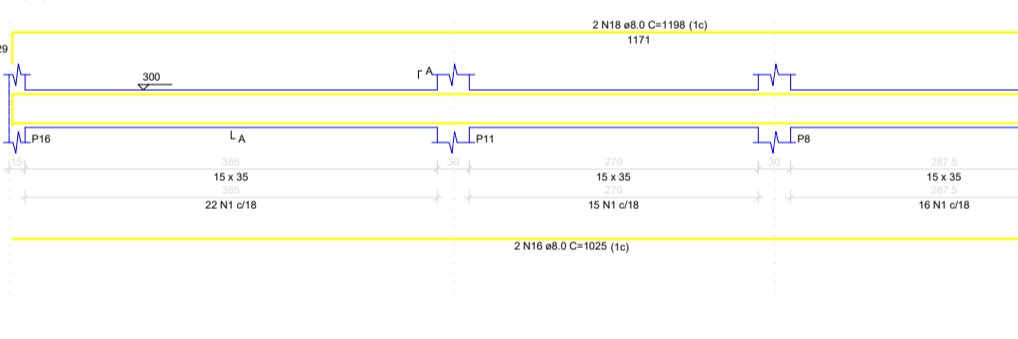 2 N18 ø8.0 C=1198 (1c)
1171
29
300
A
P16
A
P11
P8
15
385
30
270
30
287.5
15 x 35
15 x 35
15 x 35
385
270
287.5
22 N1 c/18
15 N1 c/18
16 N1 c/18
2 N16 ø8.0 C=1025 (1c)